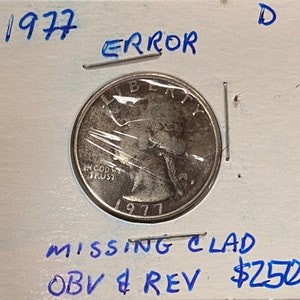 1977 D
ERROR
LIBERTY
IN GOD WE
TRUST
1977
MISSING CLAD
OBV & REV $250